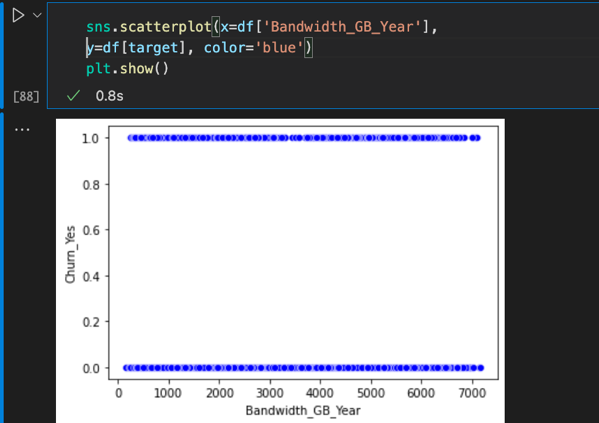 sns.scatterplot(x=df['Bandwidth_GB_Year'],
y=df[target], color='blue')
plt.show()
[88]
0.8s
...
1.0
0.8
0.6
0.4
0.2
0.0
Churn_Yes
0 1000 2000 3000 4000 5000 6000 7000
Bandwidth_GB_Year